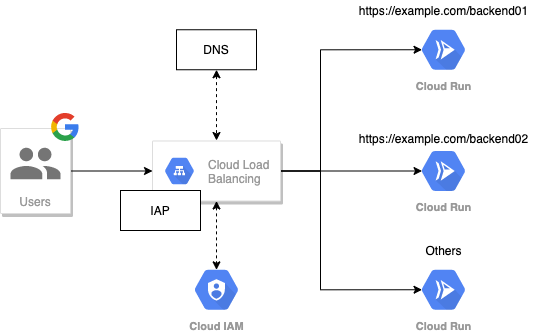 https://example.com/backend01
DNS
Cloud Run
https://example.com/backend02
Cloud Load
Balancing
Users
IAP
Cloud Run
Others
Cloud IAM
Cloud Run